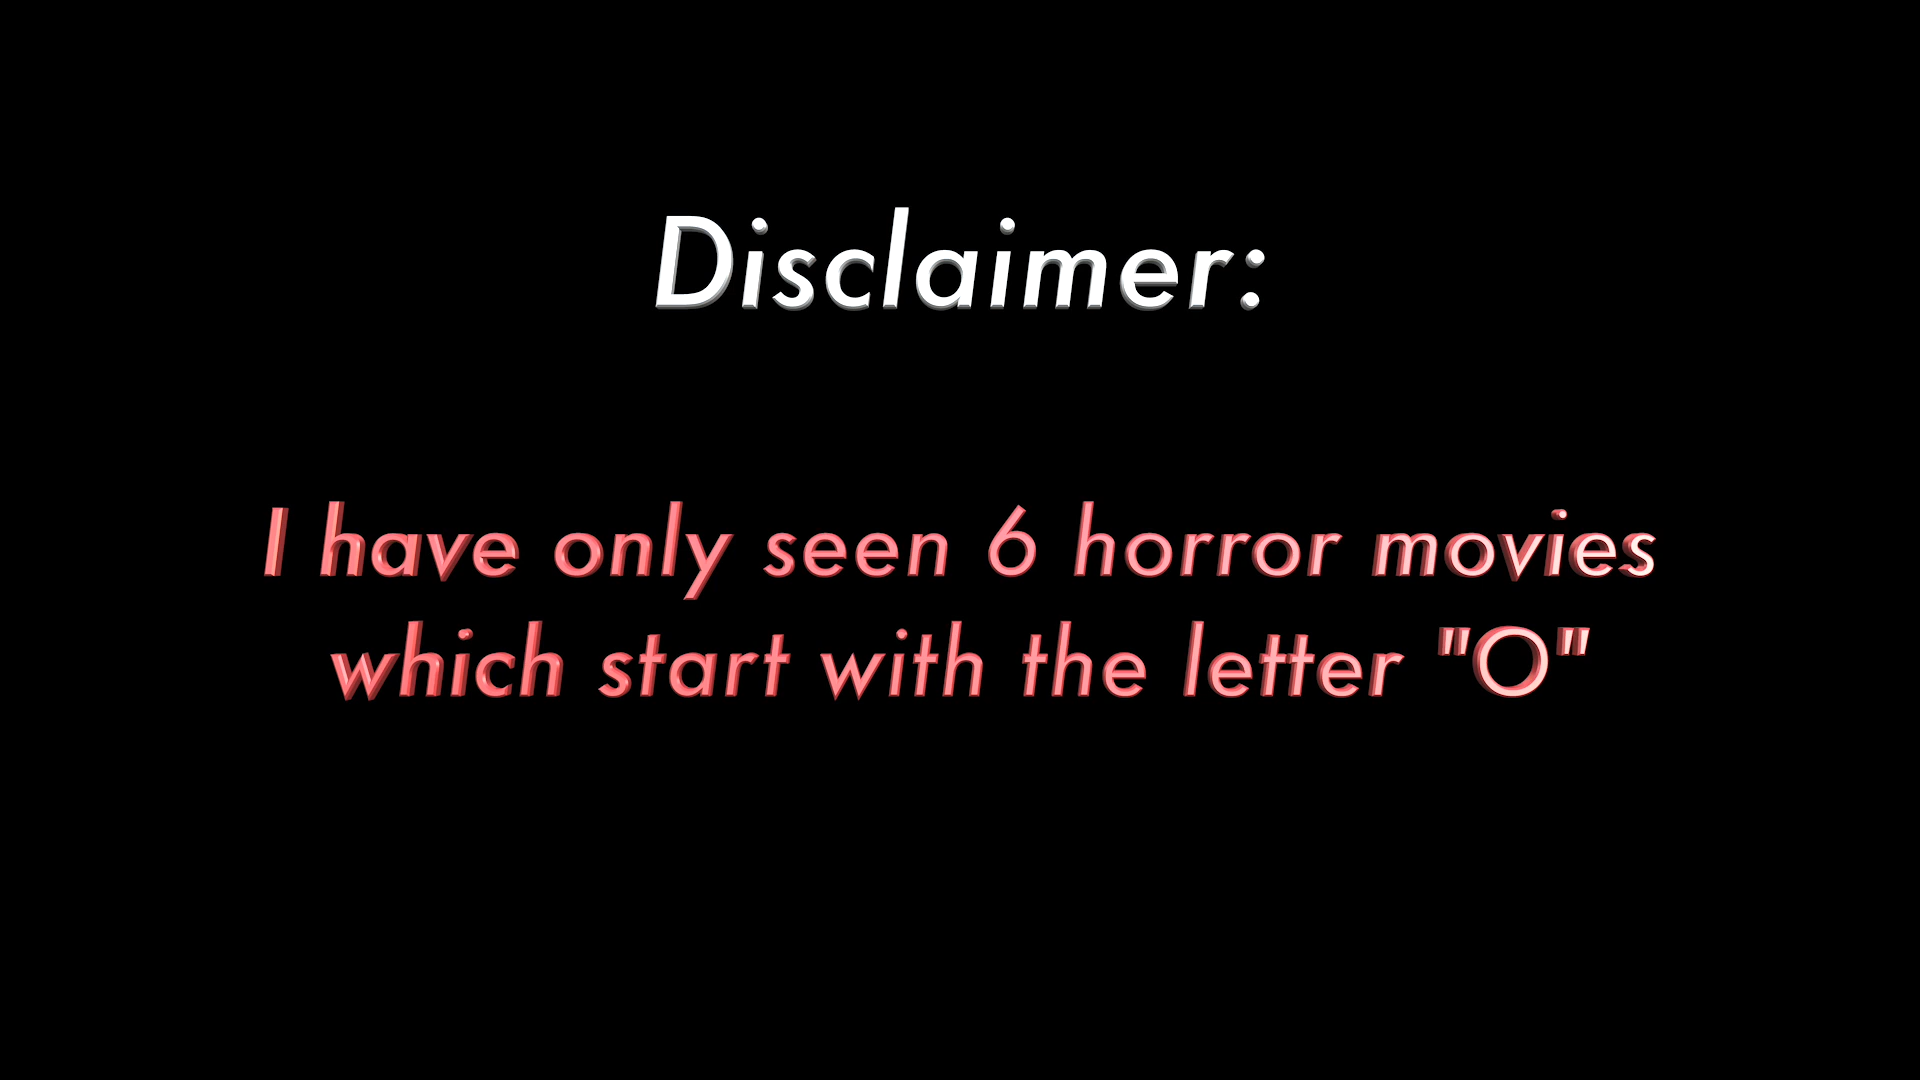 Disclaimer:
I have only seen 6 horror movies
which start with the letter "O"